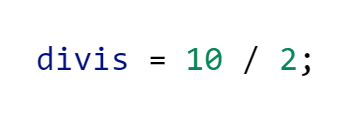 divis = 10 / 2;